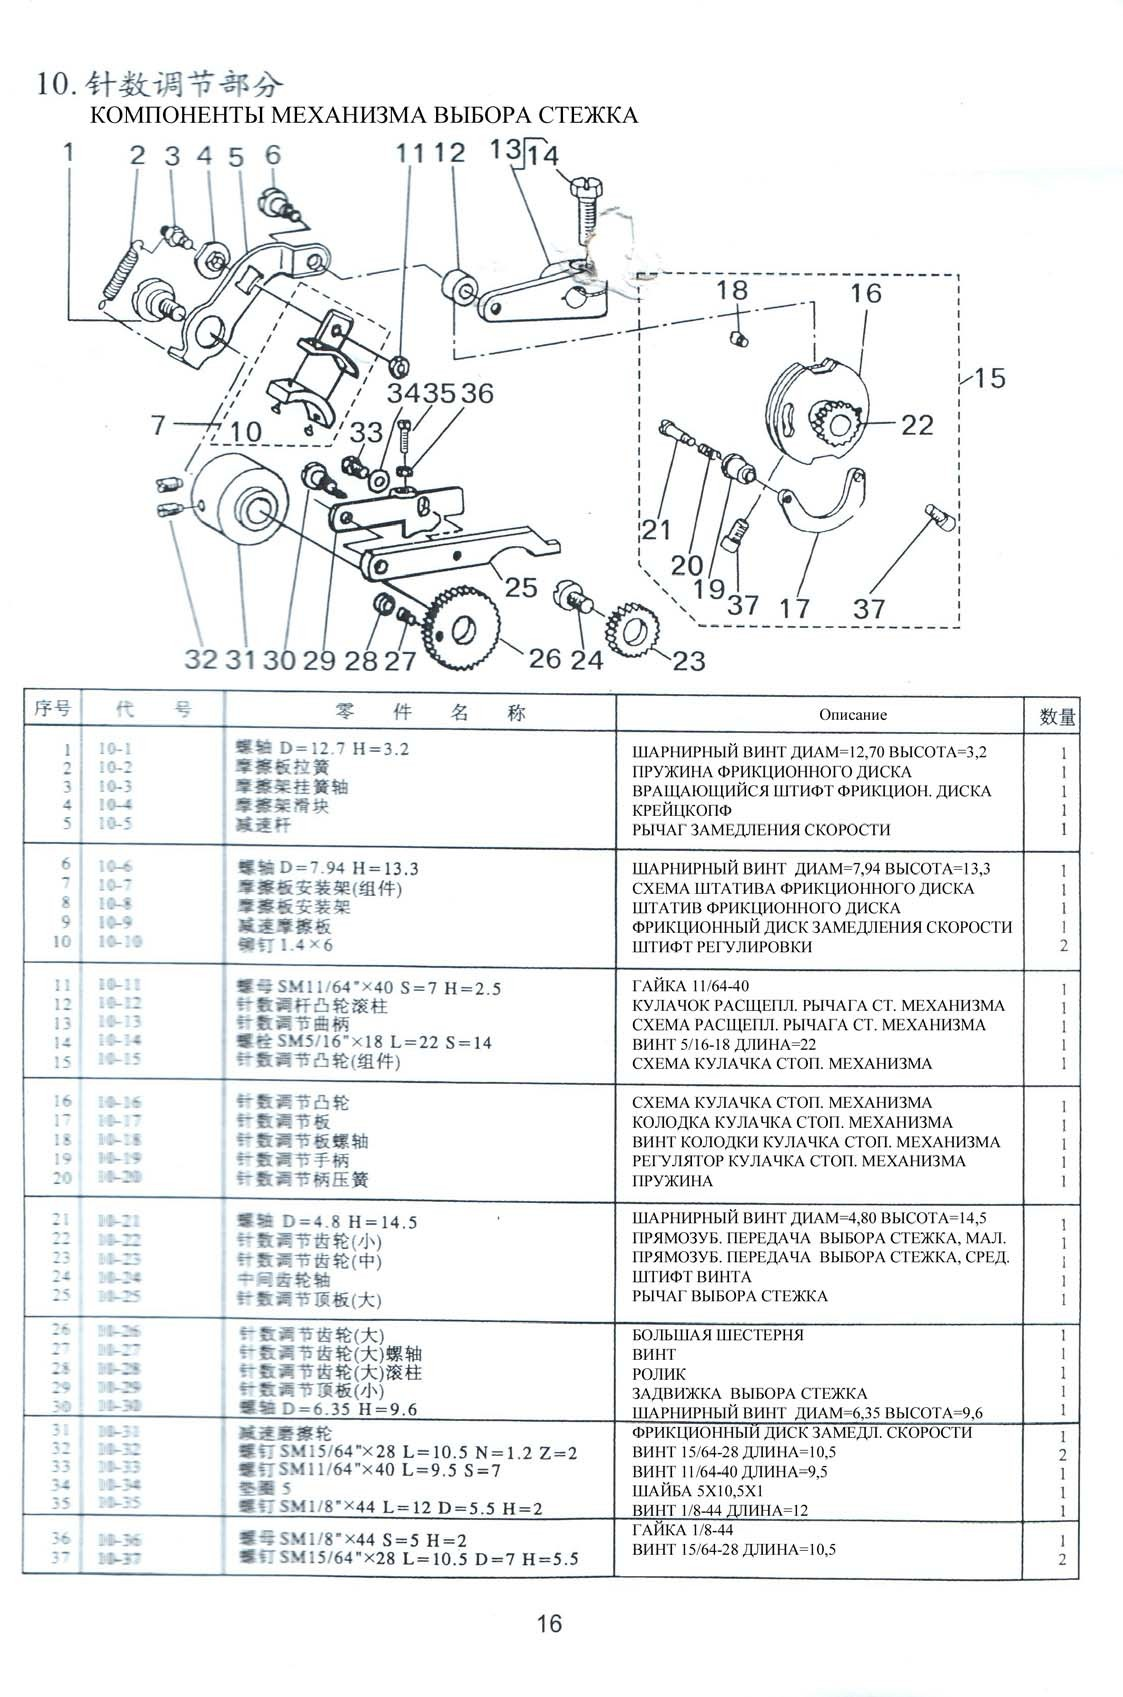 10. 针数调节部分
КОМПОНЕНТЫ МЕХАНИЗМА ВЫБОРА СТЕЖКА
1 2 3 4 5 6 11 12 13 14
18 16
15
7 10 34 35 36 22
33
21 20 19 37 17 37
25
32 31 30 29 28 27 26 24 23
序号 代 号 零 件 名 称 Описание 数量
1 10-1 螺轴 D=12.7 H=3.2 ШАРНИРНЫЙ ВИНТ ДИАМ=12,70 ВЫСОТА=3,2 1
2 10-2 摩擦板拉簧 ПРУЖИНА ФРИКЦИОННОГО ДИСКА 1
3 10-3 摩擦架挂簧轴 ВРАЩАЮЩИЙСЯ ШТИФТ ФРИКЦИОН. ДИСКА 1
4 10-4 摩擦架滑块 КРЕЙЦКОПФ 1
5 10-5 减速杆 РЫЧАГ ЗАМЕДЛЕНИЯ СКОРОСТИ 1
6 10-6 螺轴 D=7.94 H=13.3 ШАРНИРНЫЙ ВИНТ ДИАМ=7,94 ВЫСОТА=13,3 1
7 10-7 摩擦板安装架(组件) СХЕМА ШТАТИВА ФРИКЦИОННОГО ДИСКА 1
8 10-8 摩擦板安装架 ШТАТИВ ФРИКЦИОННОГО ДИСКА 1
9 10-9 减速摩擦板 ФРИКЦИОННЫЙ ДИСК ЗАМЕДЛЕНИЯ СКОРОСТИ 1
10 10-10 铆钉 1.4×6 ШТИФТ РЕГУЛИРОВКИ 2
11 10-11 螺母 SM11/64"×40 S=7 H=2.5 ГАЙКА 11/64-40 1
12 10-12 针数调杆凸轮滚柱 КУЛАЧОК РАСЩЕПЛ. РЫЧАГА СТ. МЕХАНИЗМА 1
13 10-13 针数调节曲柄 СХЕМА РАСЩЕПЛ. РЫЧАГА СТ. МЕХАНИЗМА 1
14 10-14 螺栓 SM5/16"×18 L=22 S=14 ВИНТ 5/16-18 ДЛИНА=22 1
15 10-15 针数调节凸轮(组件) СХЕМА КУЛАЧКА СТОП. МЕХАНИЗМА 1
16 10-16 针数调节凸轮 СХЕМА КУЛАЧКА СТОП. МЕХАНИЗМА 1
17 10-17 针数调节板 КОЛОДКА КУЛАЧКА СТОП. МЕХАНИЗМА 1
18 10-18 针数调节板螺轴 ВИНТ КОЛОДКИ КУЛАЧКА СТОП. МЕХАНИЗМА 1
19 10-19 针数调节手柄 РЕГУЛЯТОР КУЛАЧКА СТОП. МЕХАНИЗМА 1
20 10-20 针数调节柄压簧 ПРУЖИНА 1
21 10-21 螺轴 D=4.8 H=14.5 ШАРНИРНЫЙ ВИНТ ДИАМ=4,80 ВЫСОТА=14,5 1
22 10-22 针数调节齿轮(小) ПРЯМОЗУБ. ПЕРЕДАЧА ВЫБОРА СТЕЖКА, МАЛ. 1
23 10-23 针数调节齿轮(中) ПРЯМОЗУБ. ПЕРЕДАЧА ВЫБОРА СТЕЖКА, СРЕД. 1
24 10-24 中间齿轮轴 ШТИФТ ВИНТА 1
25 10-25 针数调节顶板(大) РЫЧАГ ВЫБОРА СТЕЖКА 1
26 10-26 针数调节齿轮(大) БОЛЬШАЯ ШЕСТЕРНЯ 1
27 10-27 针数调节齿轮(大)螺轴 ВИНТ 1
28 10-28 针数调节齿轮(大)滚柱 РОЛИК 1
29 10-29 针数调节顶板(小) ЗАДВИЖКА ВЫБОРА СТЕЖКА 1
30 10-30 螺轴 D=6.35 H=9.6 ШАРНИРНЫЙ ВИНТ ДИАМ=6,35 ВЫСОТА=9,6 1
31 10-31 减速磨擦轮 ФРИКЦИОННЫЙ ДИСК ЗАМЕДЛ. СКОРОСТИ 1
32 10-32 螺钉 SM15/64"×28 L=10.5 N=1.2 Z=2 ВИНТ 15/64-28 ДЛИНА=10,5 2
33 10-33 螺钉 SM11/64"×40 L=9.5 S=7 ВИНТ 11/64-40 ДЛИНА=9,5 1
34 10-34 垫圈 5 ШАЙБА 5X10,5X1 1
35 10-35 螺钉 SM1/8"×44 L=12 D=5.5 H=2 ВИНТ 1/8-44 ДЛИНА=12 1
36 10-36 螺母 SM1/8"×44 S=5 H=2 ГАЙКА 1/8-44 1
37 10-37 螺钉 SM15/64"×28 L=10.5 D=7 H=5.5 ВИНТ 15/64-28 ДЛИНА=10,5 2
16